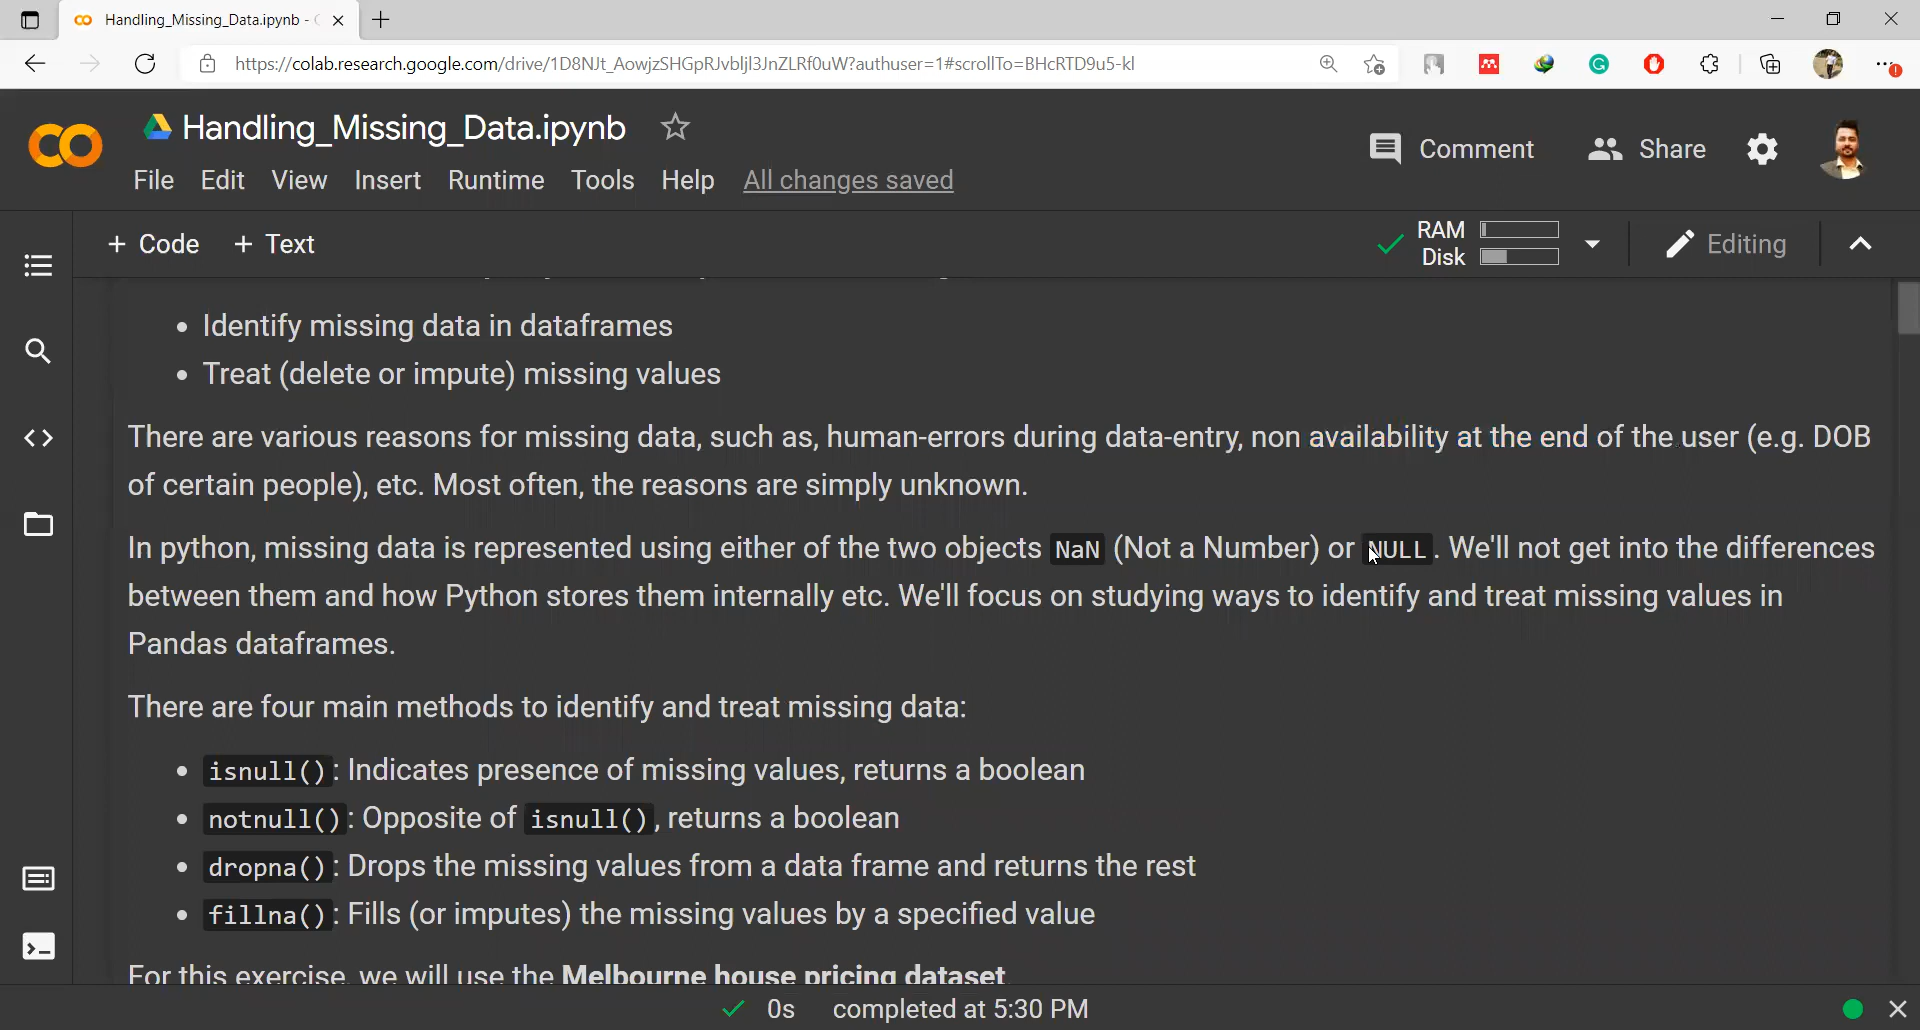 Handling_Missing_Data.ipynb -
https://colab.research.google.com/drive/1D8NJt_AowjzSHGpRJvbljl3JnZLRf0uW?authuser=1#scrollTo=BHcRTD9u5-kl
Handling_Missing_Data.ipynb
Comment Share
File Edit View Insert Runtime Tools Help All changes saved
+ Code + Text
RAM
Disk
Editing
Identify missing data in dataframes
Treat (delete or impute) missing values
There are various reasons for missing data, such as, human-errors during data-entry, non availability at the end of the user (e.g. DOB
of certain people), etc. Most often, the reasons are simply unknown.
In python, missing data is represented using either of the two objects NaN (Not a Number) or NULL. We'll not get into the differences
between them and how Python stores them internally etc. We'll focus on studying ways to identify and treat missing values in
Pandas dataframes.
There are four main methods to identify and treat missing data:
isnull(): Indicates presence of missing values, returns a boolean
notnull(): Opposite of isnull(), returns a boolean
dropna(): Drops the missing values from a data frame and returns the rest
fillna(): Fills (or imputes) the missing values by a specified value
For this exercise, we will use the Melbourne house pricing dataset.
0s completed at 5:30 PM